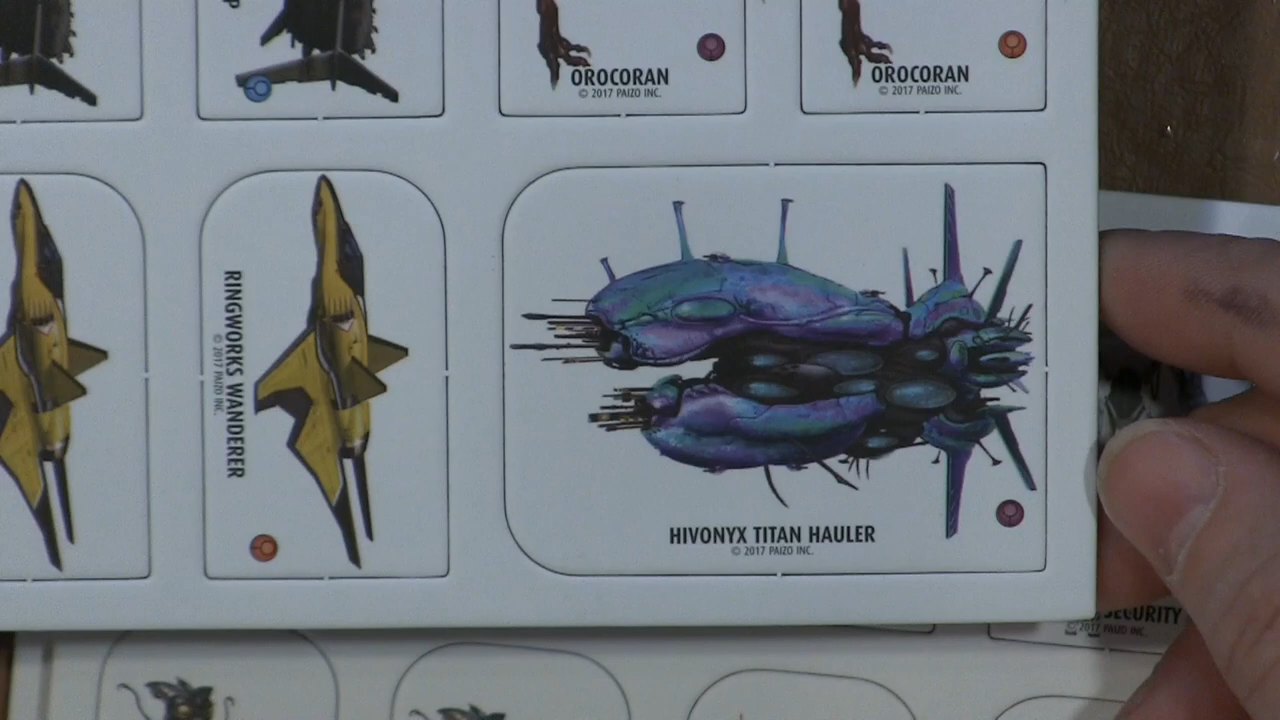 P
OROCORAN
© 2017 PAIZO INC.
OROCORAN
© 2017 PAIZO INC.
RINGWORKS WANDERER
© 2017 PAIZO INC.
HIVONYX TITAN HAULER
© 2017 PAIZO INC.
SECURITY
© 2017 PAIZO INC.